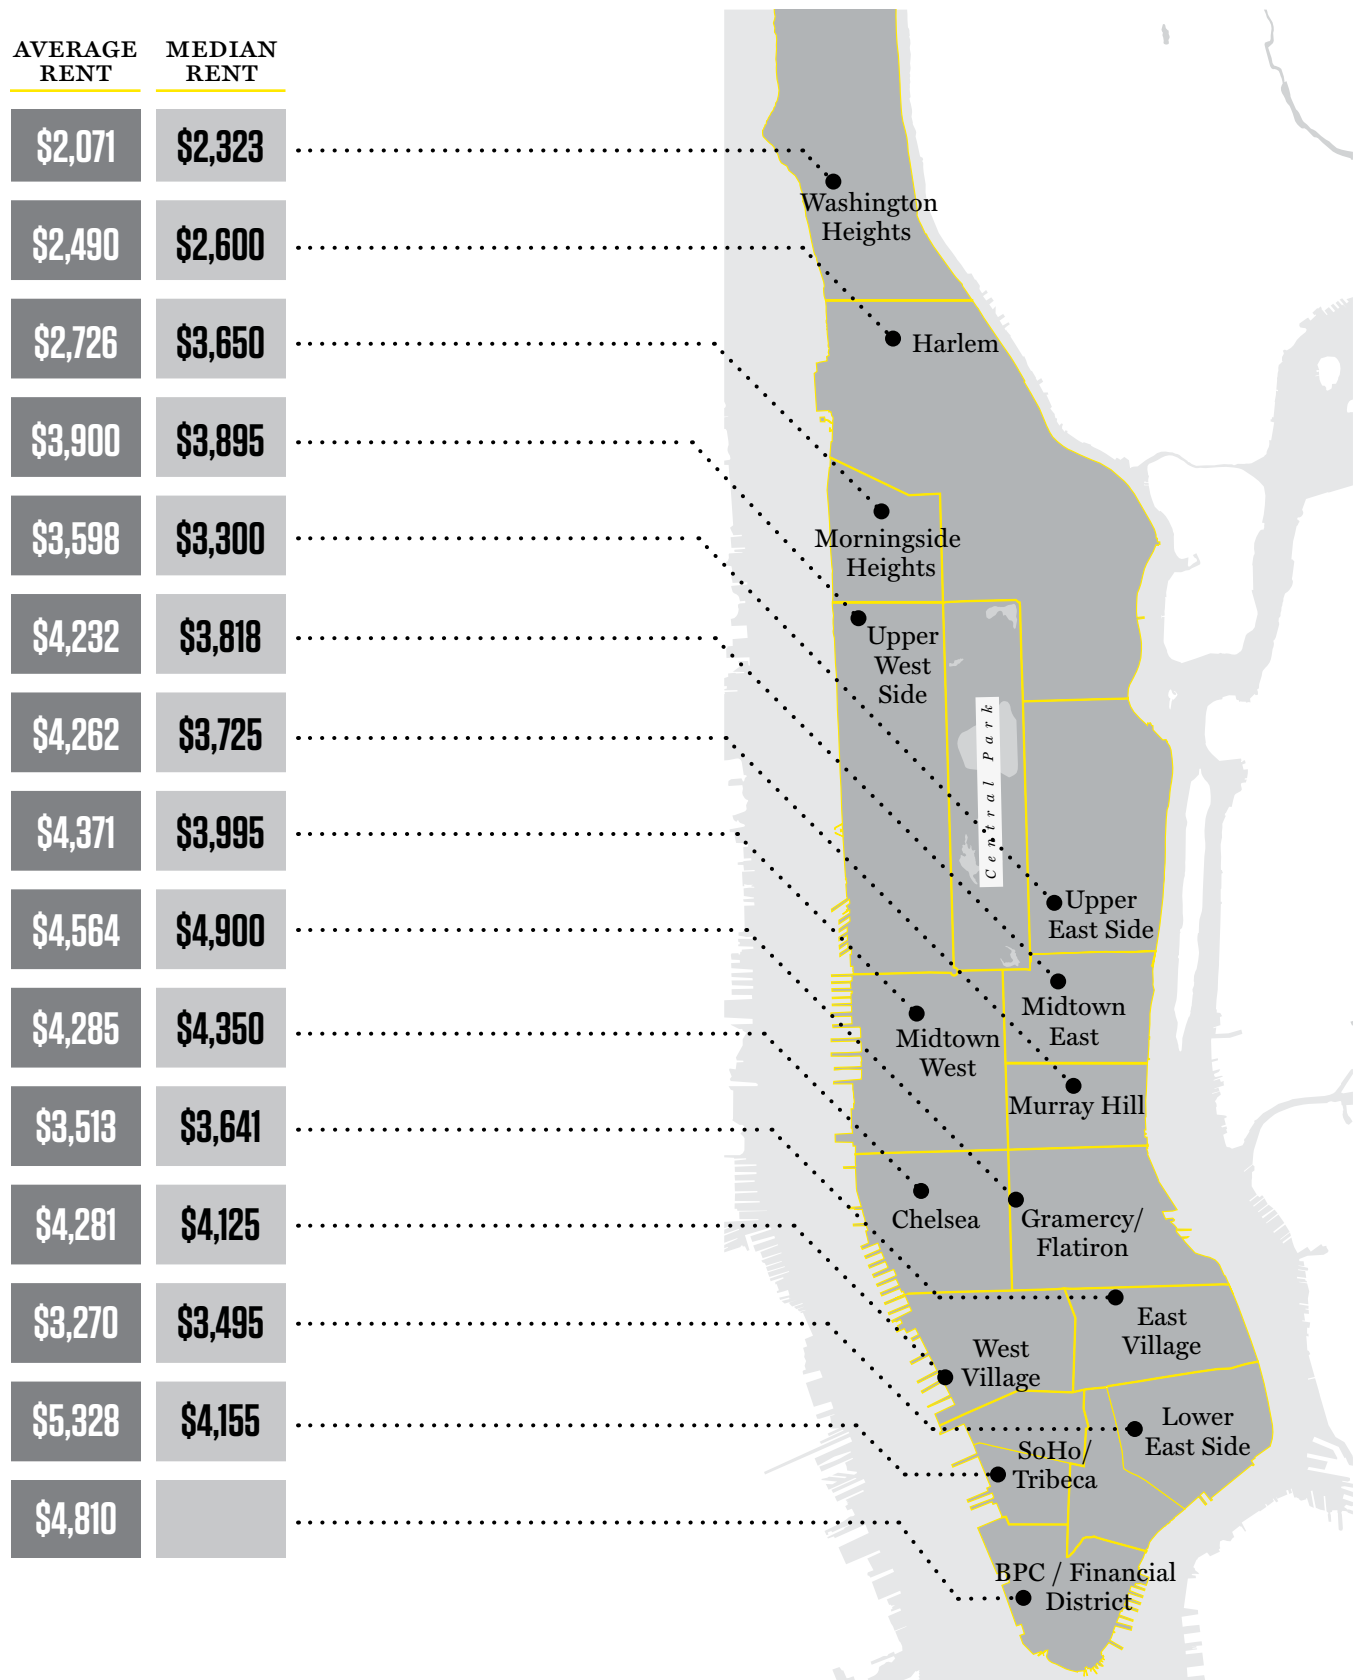 AVERAGE
RENT
MEDIAN
RENT
$2,071
$2,323
$2,490
$2,600
$2,726
$3,650
$3,900
$3,895
$3,598
$3,300
$4,232
$3,818
$4,262
$3,725
$4,371
$3,995
$4,564
$4,900
$4,285
$4,350
$3,513
$3,641
$4,281
$4,125
$3,270
$3,495
$5,328
$4,155
$4,810
Washington
Heights
Harlem
Morningside
Heights
Upper
West
Side
Central Park
Upper
East Side
Midtown
East
Midtown
West
Murray Hill
Chelsea
Gramercy/
Flatiron
East
Village
West
Village
Lower
East Side
SoHo/
Tribeca
BPC / Financial
District